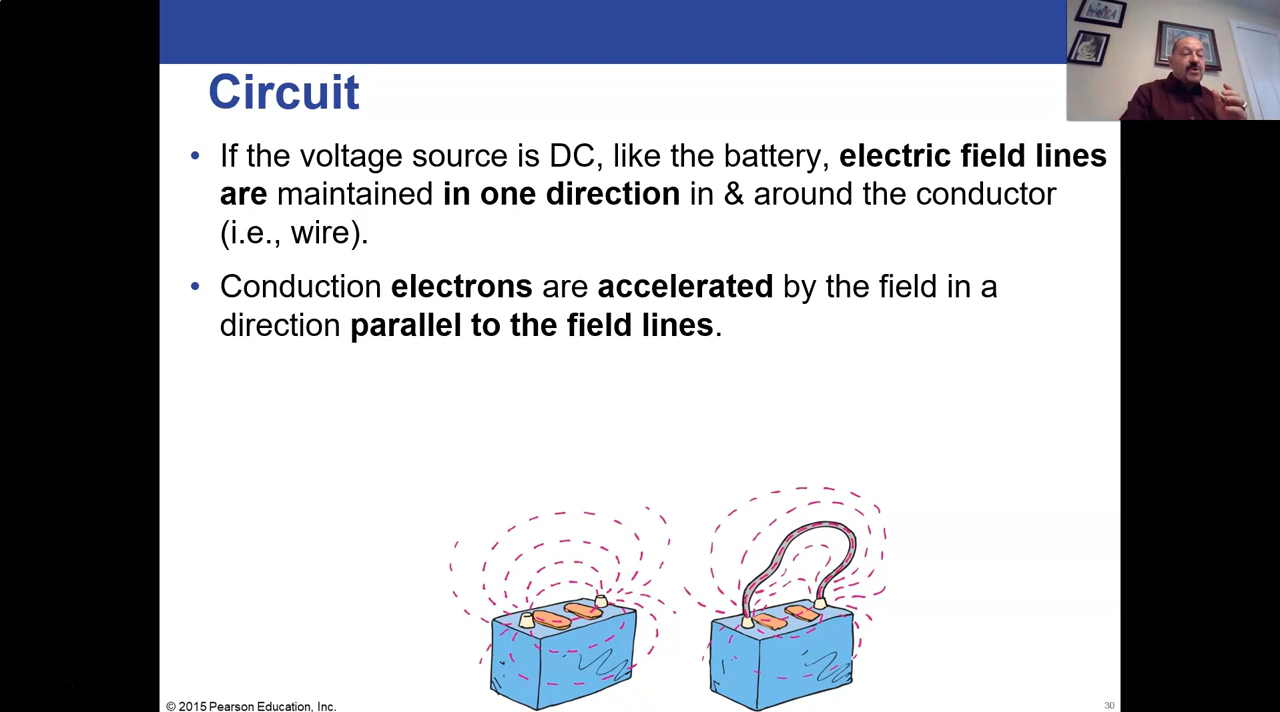 Circuit
• If the voltage source is DC, like the battery, electric field lines
are maintained in one direction in & around the conductor
(i.e., wire).
• Conduction electrons are accelerated by the field in a
direction parallel to the field lines.
© 2015 Pearson Education, Inc.
30